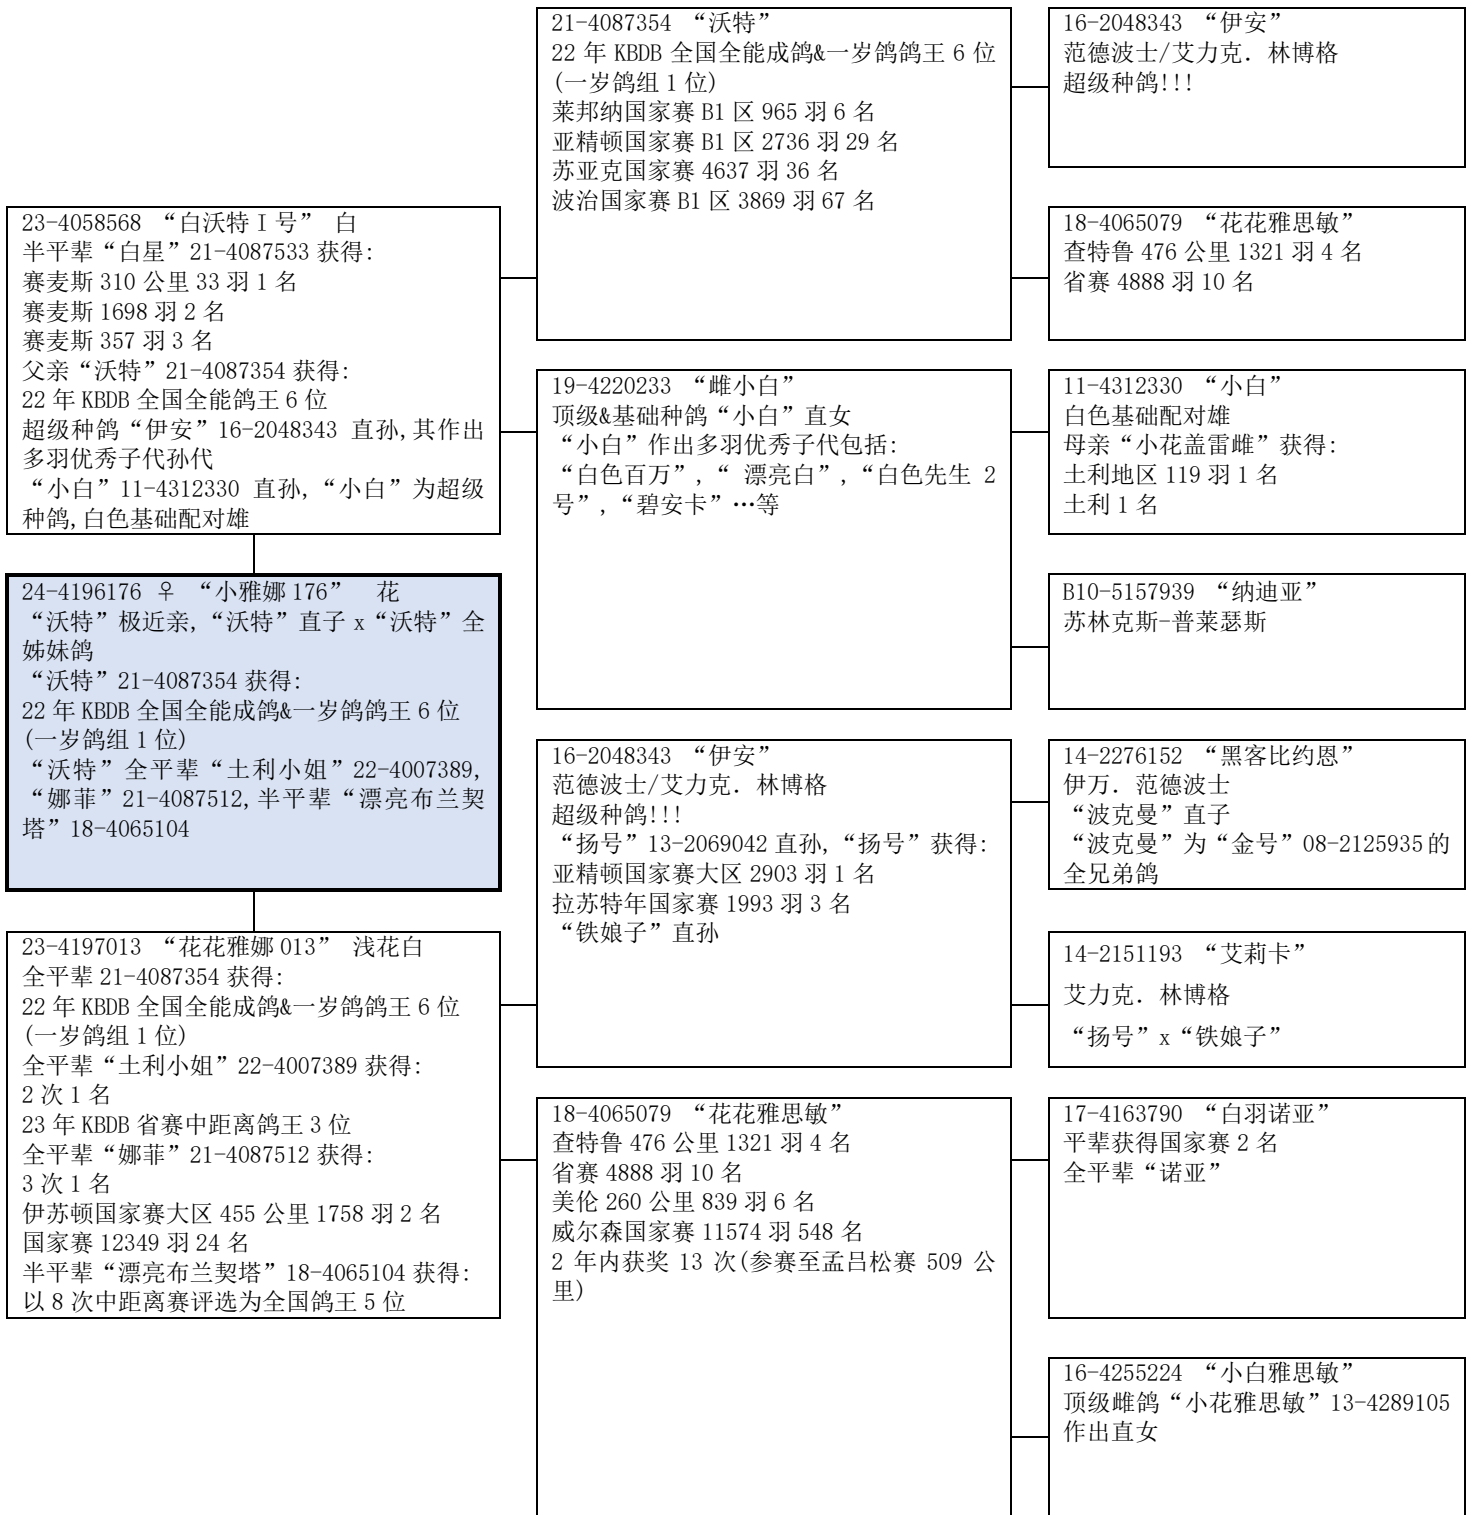 23-4058568 “白沃特 I 号” 白
半平辈“白星”21-4087533 获得:
赛麦斯 310 公里 33 羽 1 名
赛麦斯 1698 羽 2 名
赛麦斯 357 羽 3 名
父亲“沃特”21-4087354 获得:
22 年 KBDB 全国全能鸽王 6 位
超级种鸽“伊安”16-2048343 直孙,其作出
多羽优秀子代孙代
“小白”11-4312330 直孙,“小白”为超级
种鸽,白色基础配对雄
24-4196176 ♀ “小雅娜 176” 花
“沃特”极近亲,“沃特”直子 x“沃特”全
姊妹鸽
“沃特”21-4087354 获得:
22 年 KBDB 全国全能成鸽&一岁鸽鸽王 6 位
(一岁鸽组 1 位)
“沃特”全平辈“土利小姐”22-4007389,
“娜菲”21-4087512,半平辈“漂亮布兰契
塔”18-4065104
23-4197013 “花花雅娜 013” 浅花白
全平辈 21-4087354 获得:
22 年 KBDB 全国全能成鸽&一岁鸽鸽王 6 位
(一岁鸽组 1 位)
全平辈“土利小姐”22-4007389 获得:
2 次 1 名
23 年 KBDB 省赛中距离鸽王 3 位
全平辈“娜菲”21-4087512 获得:
3 次 1 名
伊苏顿国家赛大区 455 公里 1758 羽 2 名
国家赛 12349 羽 24 名
半平辈“漂亮布兰契塔”18-4065104 获得:
以 8 次中距离赛评选为全国鸽王 5 位
21-4087354 “沃特”
22 年 KBDB 全国全能成鸽&一岁鸽鸽王 6 位
(一岁鸽组 1 位)
莱邦纳国家赛 B1 区 965 羽 6 名
亚精顿国家赛 B1 区 2736 羽 29 名
苏亚克国家赛 4637 羽 36 名
波治国家赛 B1 区 3869 羽 67 名
19-4220233 “雌小白”
顶级&基础种鸽“小白”直女
“小白”作出多羽优秀子代包括:
“白色百万”,“ 漂亮白”,“白色先生 2
号”,“碧安卡”…等
16-2048343 “伊安”
范德波士/艾力克. 林博格
超级种鸽!!!
“扬号”13-2069042 直孙,“扬号”获得:
亚精顿国家赛大区 2903 羽 1 名
拉苏特年国家赛 1993 羽 3 名
“铁娘子”直孙
18-4065079 “花花雅思敏”
查特鲁 476 公里 1321 羽 4 名
省赛 4888 羽 10 名
美伦 260 公里 839 羽 6 名
威尔森国家赛 11574 羽 548 名
2 年内获奖 13 次(参赛至孟吕松赛 509 公
里)
16-2048343 “伊安”
范德波士/艾力克. 林博格
超级种鸽!!!
18-4065079 “花花雅思敏”
查特鲁 476 公里 1321 羽 4 名
省赛 4888 羽 10 名
11-4312330 “小白”
白色基础配对雄
母亲“小花盖雷雌”获得:
土利地区 119 羽 1 名
土利 1 名
B10-5157939 “纳迪亚”
苏林克斯-普莱瑟斯
14-2276152 “黑客比约恩”
伊万. 范德波士
“波克曼”直子
“波克曼”为“金号”08-2125935 的
全兄弟鸽
14-2151193 “艾莉卡”
艾力克. 林博格
“扬号”x“铁娘子”
17-4163790 “白羽诺亚”
平辈获得国家赛 2 名
全平辈“诺亚”
16-4255224 “小白雅思敏”
顶级雌鸽“小花雅思敏”13-4289105
作出直女